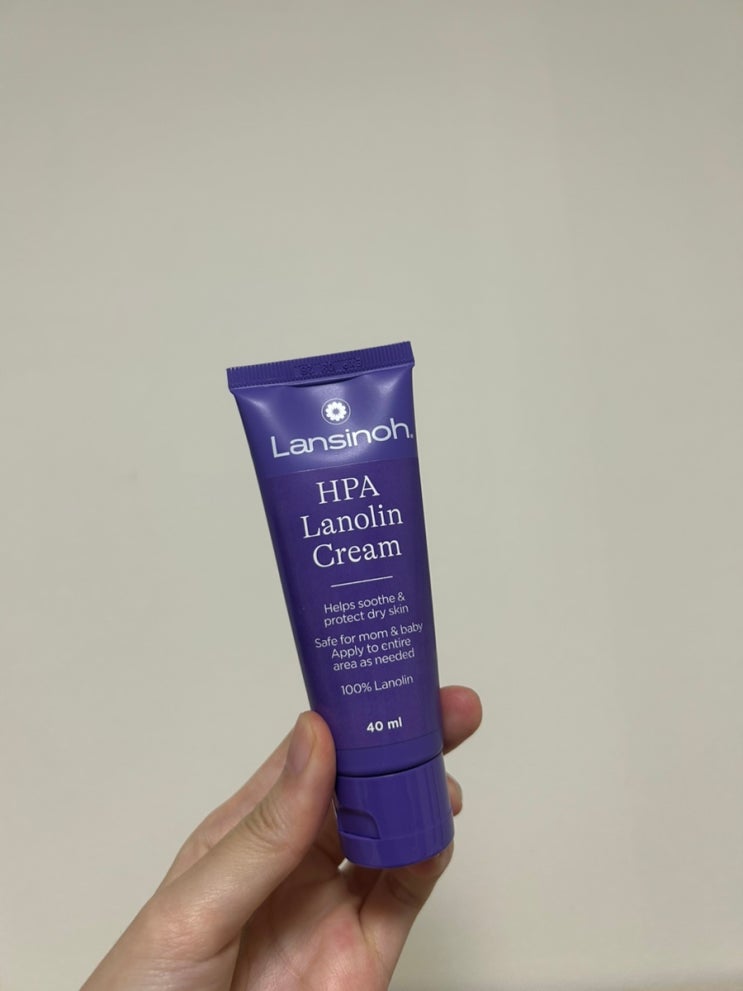 Lansinoh®
HPA
Lanolin
Cream
Helps soothe &
protect dry skin
Safe for mom & baby
Apply to entire
area as needed
100% Lanolin
40 ml